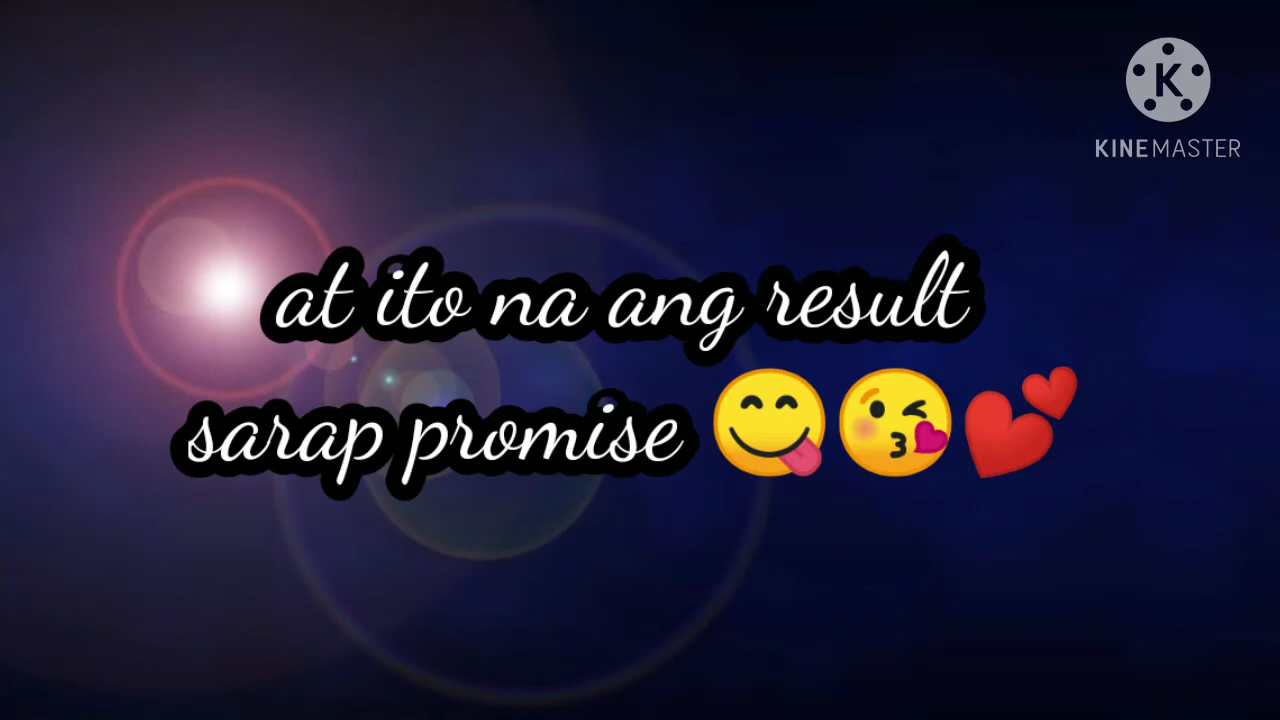 KINEMASTER
at ito na ang result
sarap promise 😋😘💕